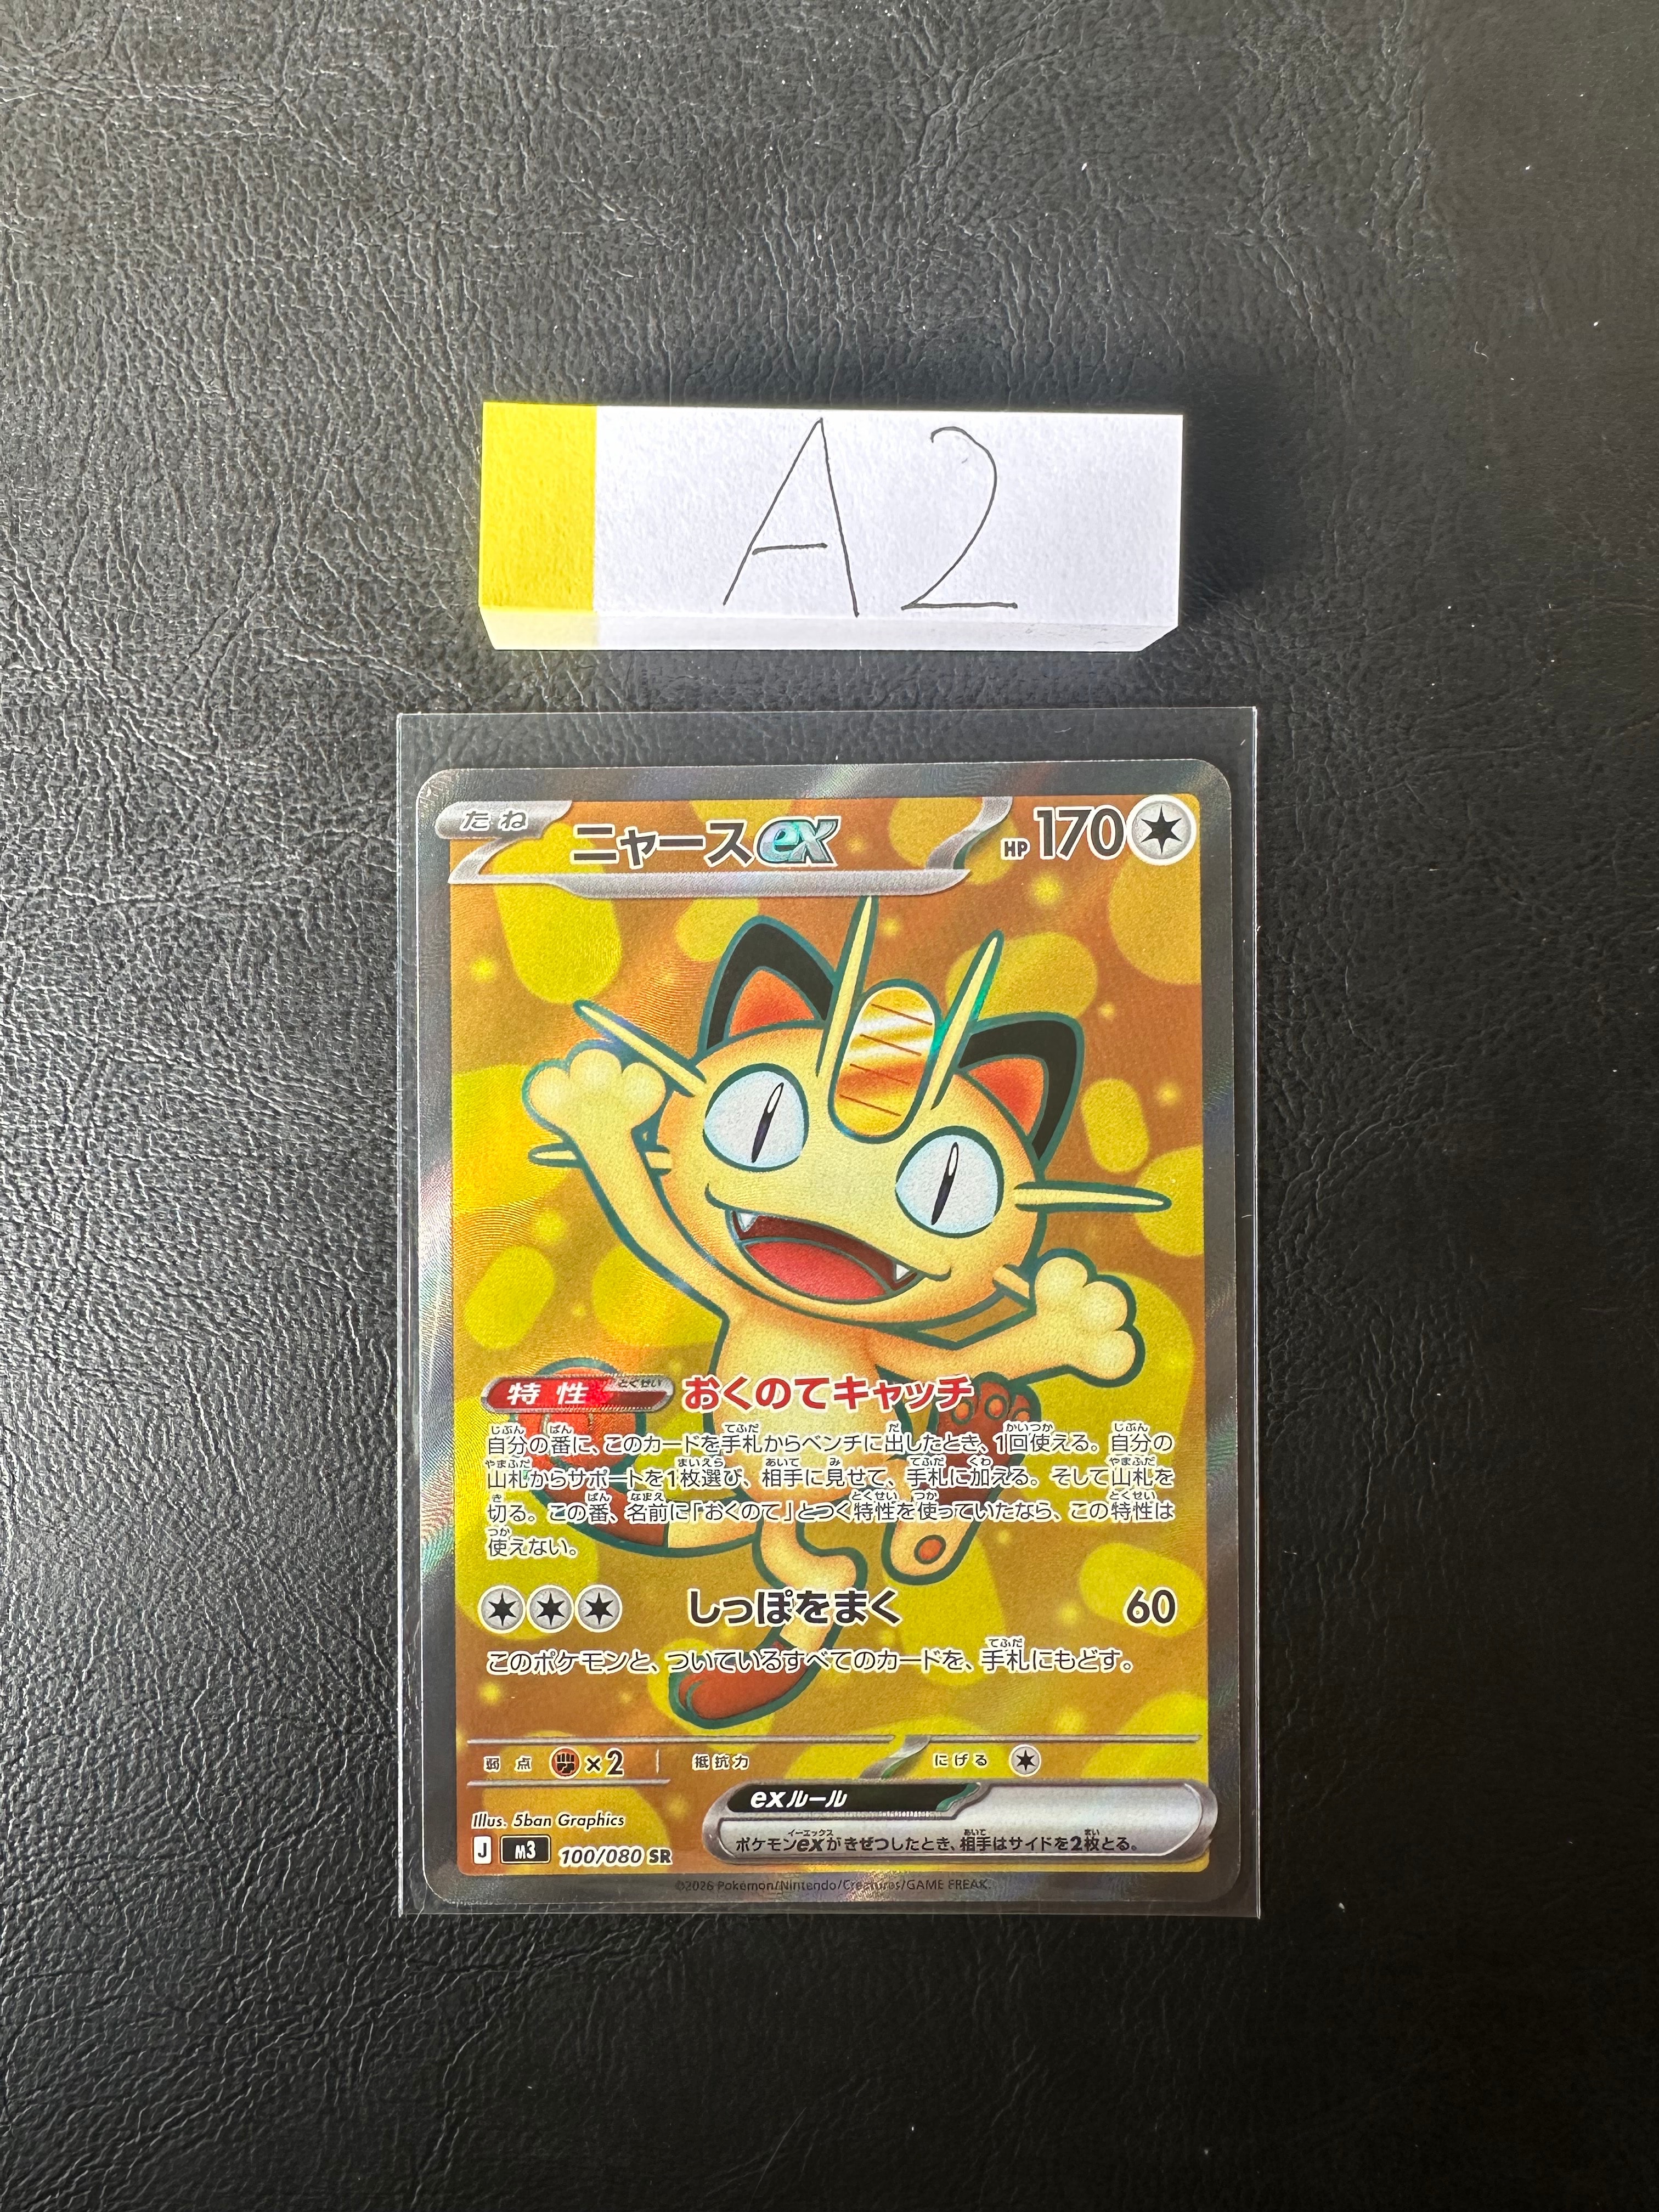 A2
たね
ニャースex
HP 170
特性 とくせい おくのてキャッチ
自分の番に、このカードを手札からベンチに出したとき、1回使える。自分の
山札からサポートを1枚選び、相手に見せて、手札に加える。そして山札を
切る。この番、名前に「おくのて」とつく特性を使っていたなら、この特性は
使えない。
しっぽをまく 60
このポケモンと、ついているすべてのカードを、手札にもどす。
弱点 ×2 抵抗力 にげる
exルール
ポケモンexがきぜつしたとき、相手はサイドを2枚とる。
Illus. 5ban Graphics
J M3 100/080 SR
©2026 Pokémon/Nintendo/Creatures/GAME FREAK.